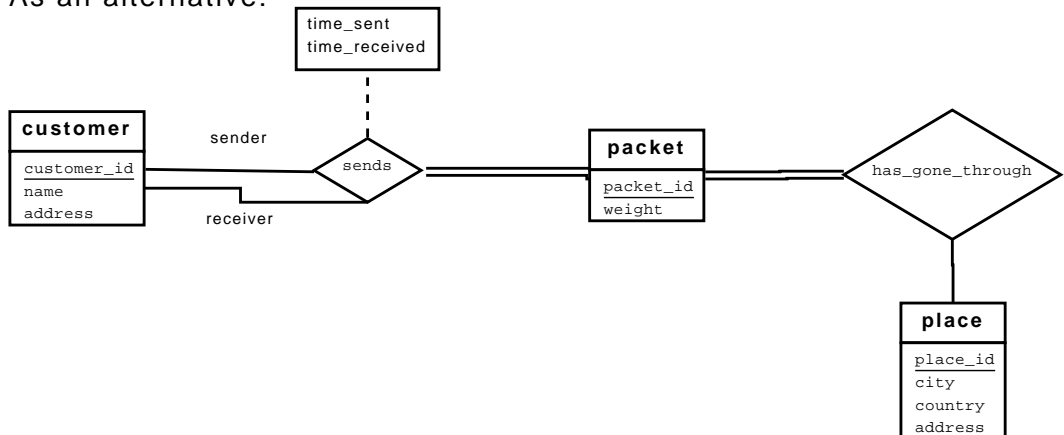 As an alternative:
time_sent
time_received
customer
customer_id
name
address
sender
receiver
sends
packet
packet_id
weight
has_gone_through
place
place_id
city
country
address